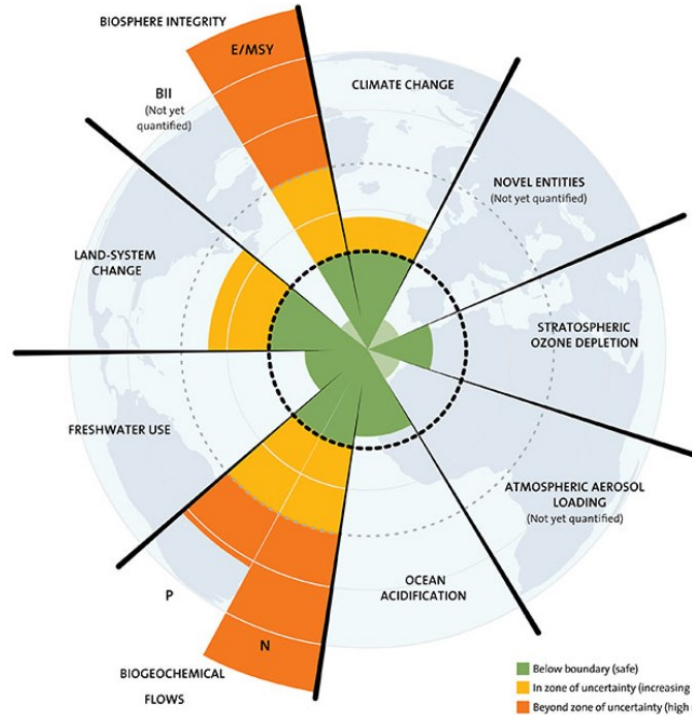 BIOSPHERE INTEGRITY
E/MSY
CLIMATE CHANGE
BII
(Not yet
quantified)
NOVEL ENTITIES
(Not yet quantified)
LAND-SYSTEM
CHANGE
STRATOSPHERIC
OZONE DEPLETION
FRESHWATER USE
ATMOSPHERIC AEROSOL
LOADING
(Not yet quantified)
OCEAN
ACIDIFICATION
P
N
BIOGEOCHEMICAL
FLOWS
Below boundary (safe)
In zone of uncertainty (increasing
Beyond zone of uncertainty (high